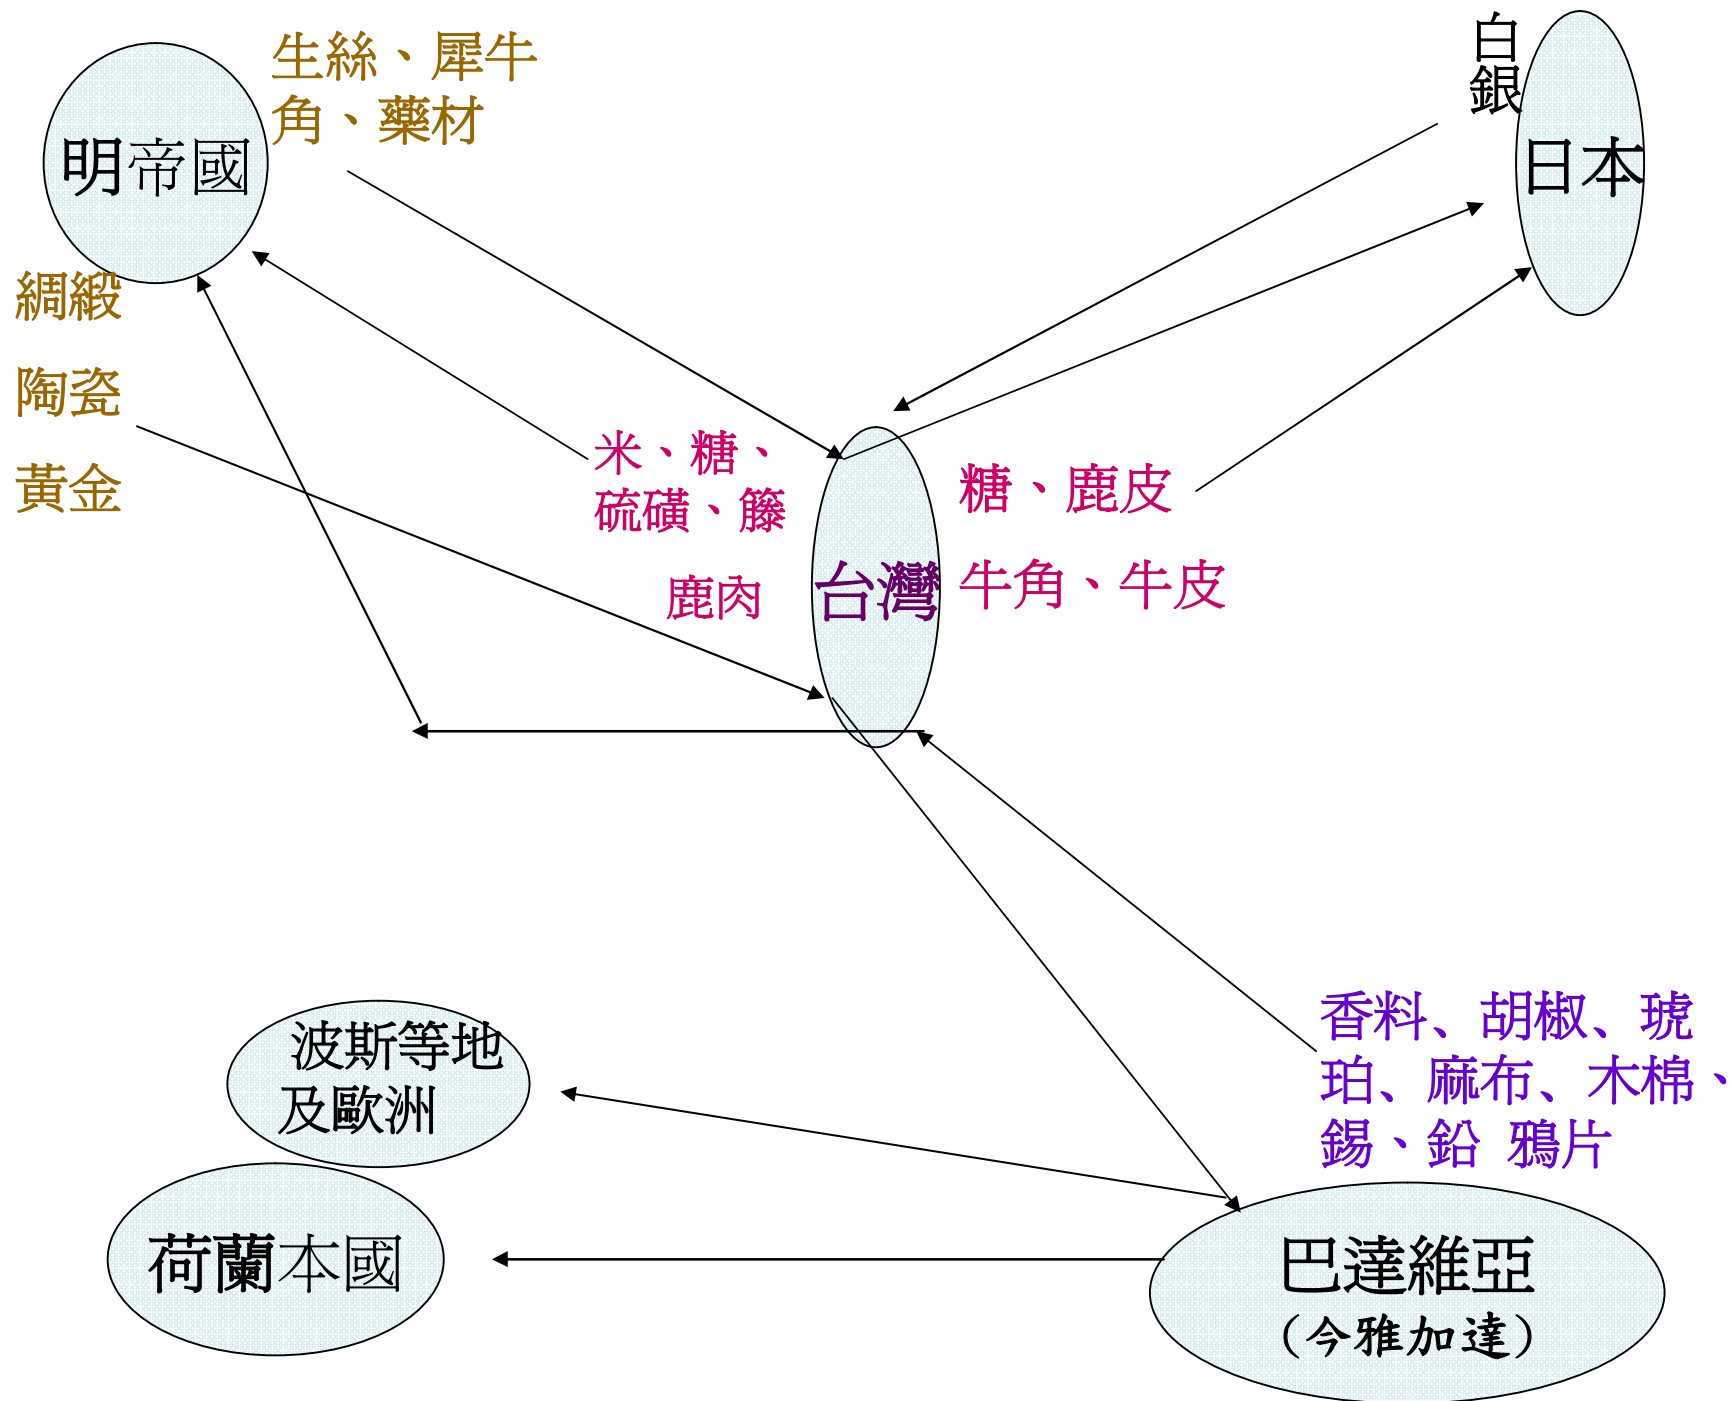 生絲、犀牛
角、藥材
白
銀
明帝國
日本
綢緞
陶瓷
黃金
米、糖、
硫磺、籐
鹿肉
台灣
糖、鹿皮
牛角、牛皮
香料、胡椒、琥
珀、麻布、木棉、
錫、鉛 鴉片
波斯等地
及歐洲
荷蘭本國
巴達維亞
(今雅加達)